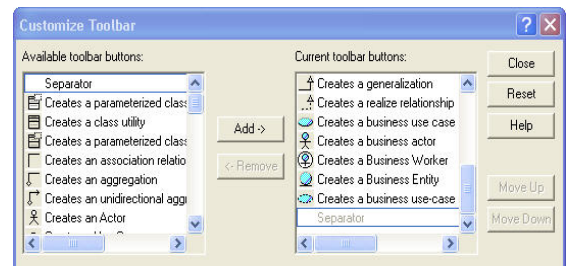 Customize Toolbar
Available toolbar buttons:
Separator
Creates a parameterized class
Creates a class utility
Creates a parameterized class
Creates an association relatio
Creates an aggregation
Creates an unidirectional aggr
Creates an Actor
Add ->
<- Remove
Current toolbar buttons:
Creates a generalization
Creates a realize relationship
Creates a business use case
Creates a business actor
Creates a Business Worker
Creates a Business Entity
Creates a business use-case
Separator
Close
Reset
Help
Move Up
Move Down